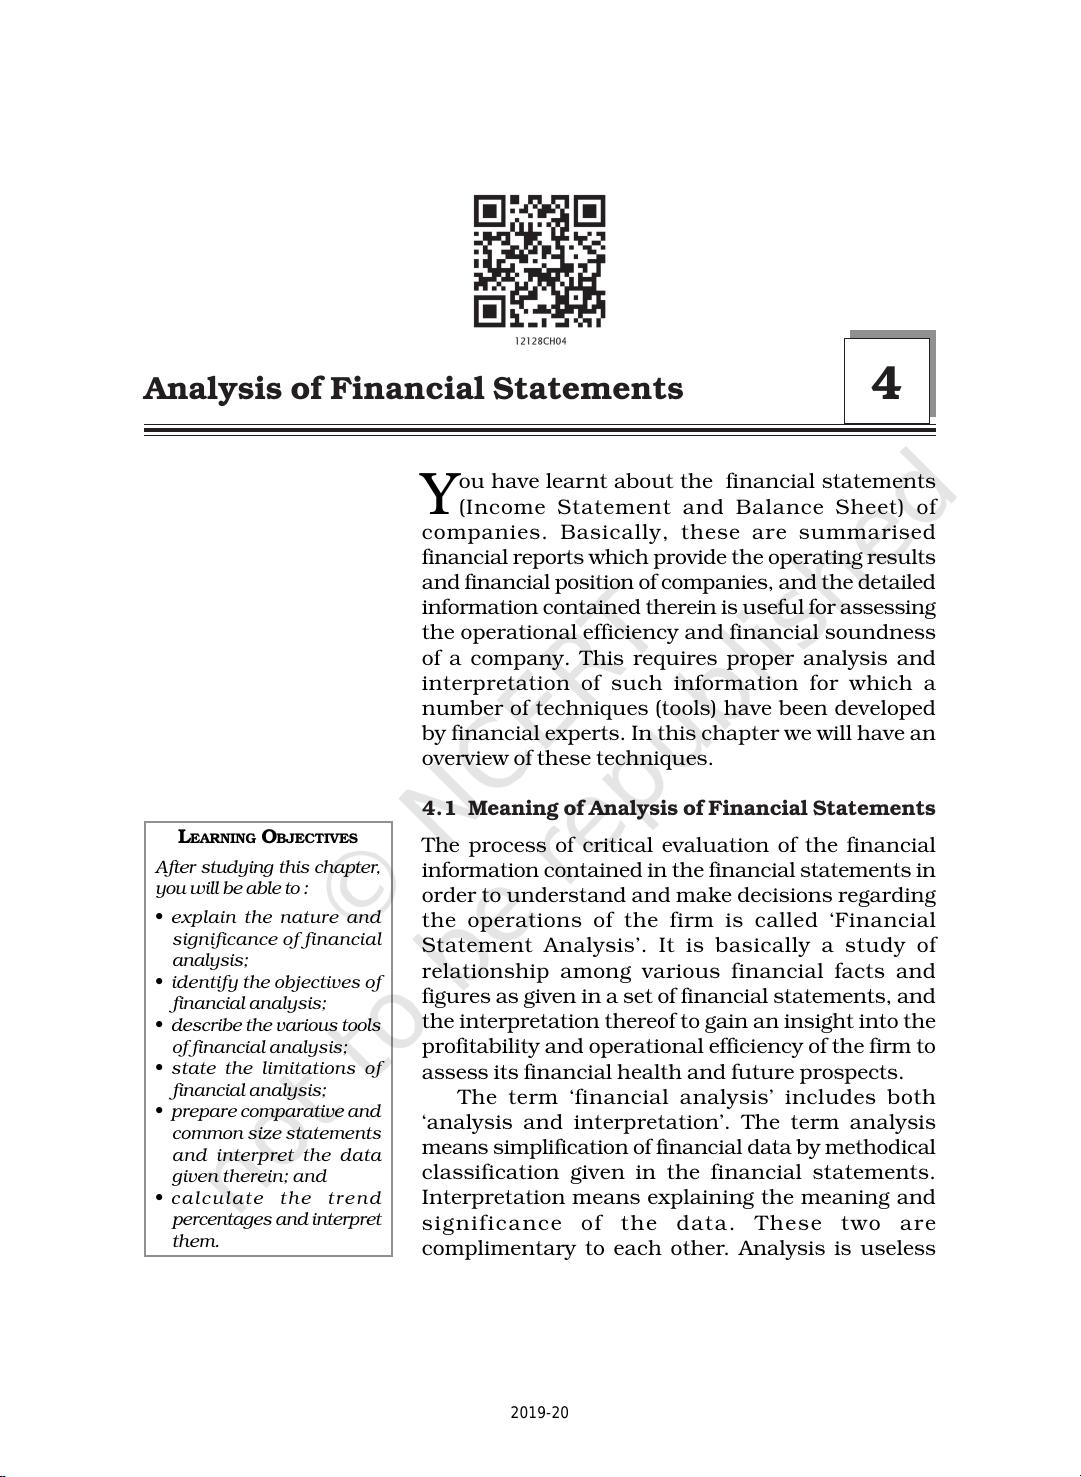 12128CH04
Analysis of Financial Statements
4
You have learnt about the financial statements
(Income Statement and Balance Sheet) of
companies. Basically, these are summarised
financial reports which provide the operating results
and financial position of companies, and the detailed
information contained therein is useful for assessing
the operational efficiency and financial soundness
of a company. This requires proper analysis and
interpretation of such information for which a
number of techniques (tools) have been developed
by financial experts. In this chapter we will have an
overview of these techniques.
4.1 Meaning of Analysis of Financial Statements
The process of critical evaluation of the financial
information contained in the financial statements in
order to understand and make decisions regarding
the operations of the firm is called ‘Financial
Statement Analysis’. It is basically a study of
relationship among various financial facts and
figures as given in a set of financial statements, and
the interpretation thereof to gain an insight into the
profitability and operational efficiency of the firm to
assess its financial health and future prospects.
The term ‘financial analysis’ includes both
‘analysis and interpretation’. The term analysis
means simplification of financial data by methodical
classification given in the financial statements.
Interpretation means explaining the meaning and
significance of the data. These two are
complimentary to each other. Analysis is useless
LEARNING OBJECTIVES
After studying this chapter,
you will be able to :
• explain the nature and
significance of financial
analysis;
• identify the objectives of
financial analysis;
• describe the various tools
of financial analysis;
• state the limitations of
financial analysis;
• prepare comparative and
common size statements
and interpret the data
given therein; and
• calculate the trend
percentages and interpret
them.
© NCERT
not to be republished
2019-20